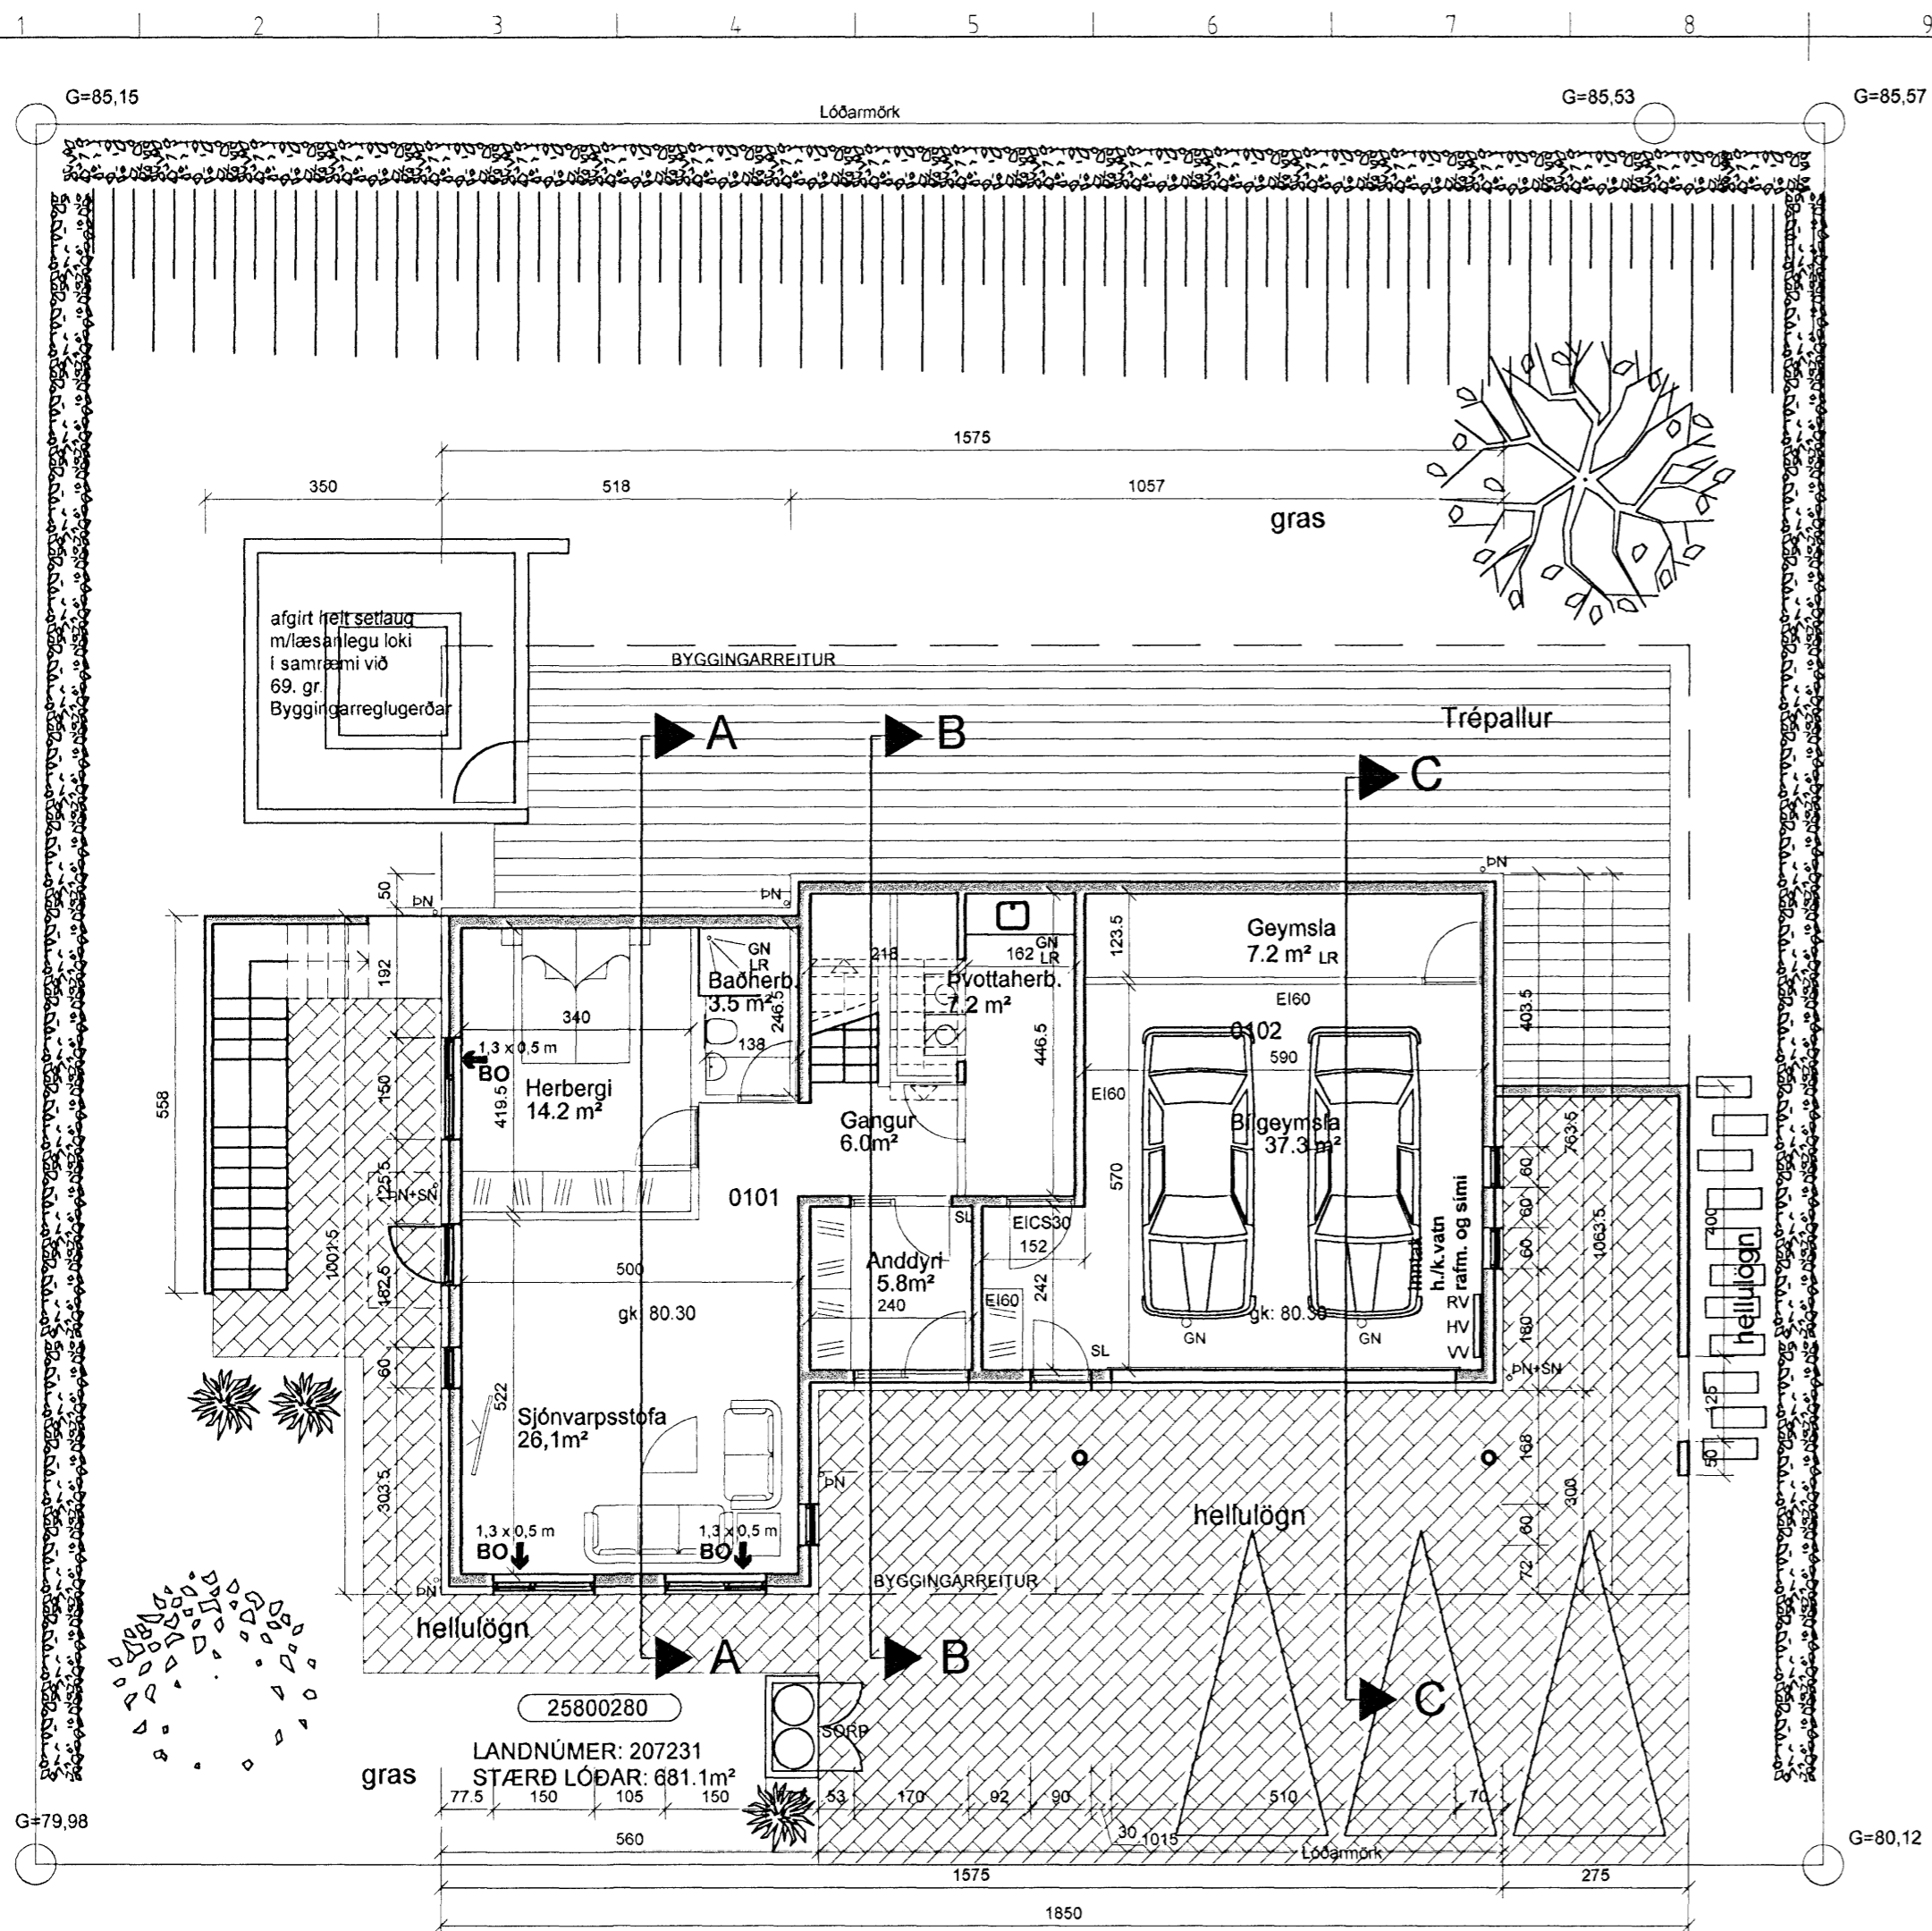 1 2 3 4 5 6 7 8 9
G=85,15
Lóðarmörk
G=85,53
G=85,57
1575
350
518
1057
gras
afgirt heit setlaug
m/læsanlegu loki
í samræmi við
69. gr.
Byggingarreglugerðar
BYGGINGARREITUR
Trépallur
A
B
C
50
ÞN
ÞN
ÞN
192
558
150
125.5
ÞN+SN
1001.5
182.5
60
303.5
340
1,3 x 0,5 m
BO
419.5
Herbergi
14.2 m²
GN
LR
Baðherb.
3.5 m²
246.5
138
218
162
GN
LR
Þvottaherb.
7.2 m²
446.5
123.5
Geymsla
7.2 m² LR
EI60
0102
590
EI60
Bílgeymsla
37.3 m²
570
Gangur
6.0m²
0101
SL
EICS30
152
Anddyri
5.8m²
240
EI60
242
500
gk: 80.30
gk: 80.30
GN
GN
SL
Inntak
h./k.vatn
rafm. og sími
RV
HV
VV
ÞN+SN
403.5
763.5
60
60
60
180
1063.5
400
hellulögn
125
50
168
300
60
72
522
Sjónvarpsstofa
26,1m²
ÞN
1,3 x 0,5 m
BO
1,3 x 0,5 m
BO
ÞN
hellulögn
BYGGINGARREITUR
hellulögn
A
B
C
25800280
SORP
LANDNÚMER: 207231
STÆRÐ LÓÐAR: 681.1m²
gras
77.5
150
105
150
53
170
92
90
510
70
30
1015
G=79,98
560
Lóðarmörk
G=80,12
1575
275
1850